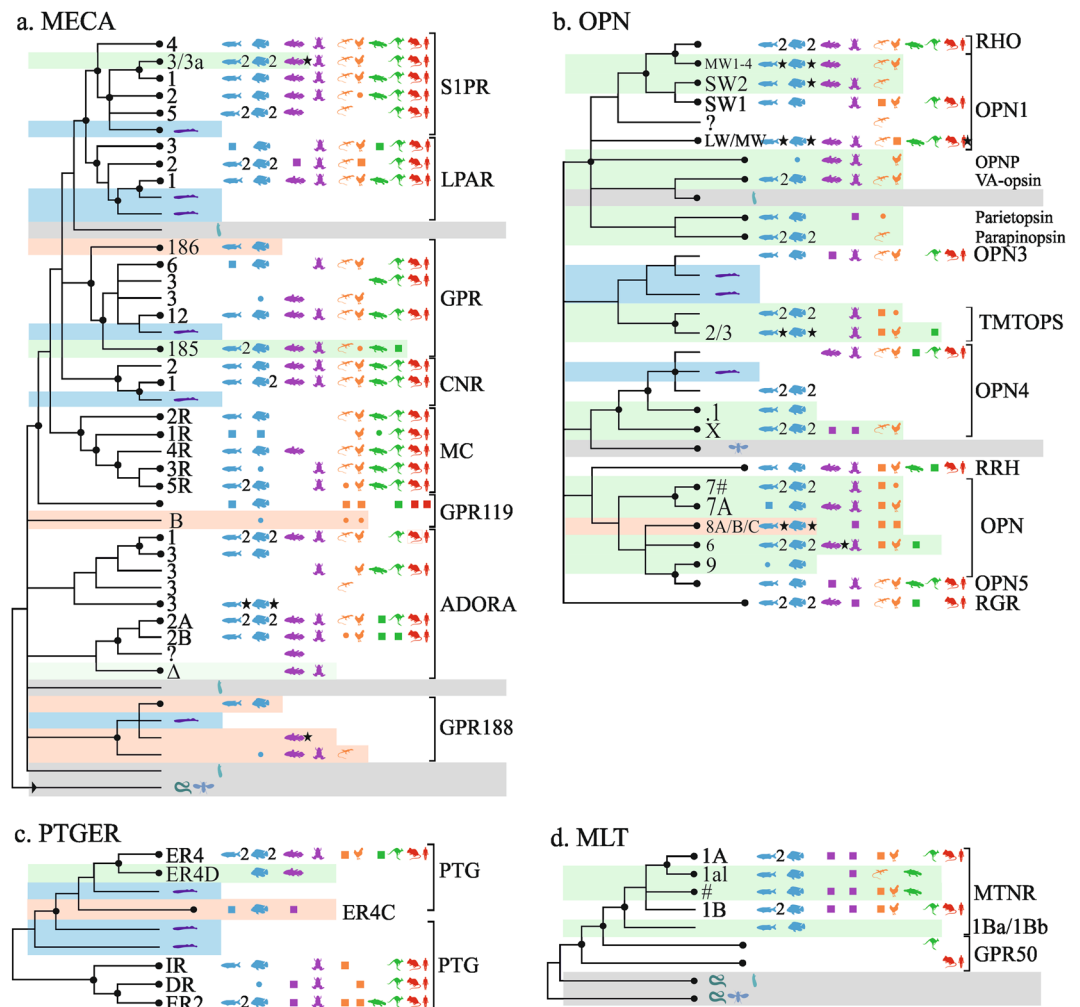 a. MECA
4
3/3a 2 2
1
2
5 2 2
S1PR
3
2 2 2
1
LPAR
186
6
3
3
12
185 2
GPR
2
1 2
CNR
2R
1R
4R
3R
5R 2
MC
GPR119
B
1 2 2
3
3
3
3
2A 2 2
2B
?
Δ
ADORA
GPR188
b. OPN
2 2 RHO
MW1-4
SW2 2
SW1
?
LW/MW
OPN1
OPNP
2 VA-opsin
Parietopsin
2 2 Parapinopsin
OPN3
2 2
2/3
TMTOPS
2 2
.1
X 2 2
OPN4
RRH
7# 2 2
7A
8A/B/C
6 2 2
9
OPN
OPN5
2 2 RGR
c. PTGER
ER4 2 2
ER4D
PTG
ER4C
IR
DR
ER2 2
PTG
d. MLT
1A 2
1al
#
1B 2
MTNR
1Ba/1Bb
GPR50